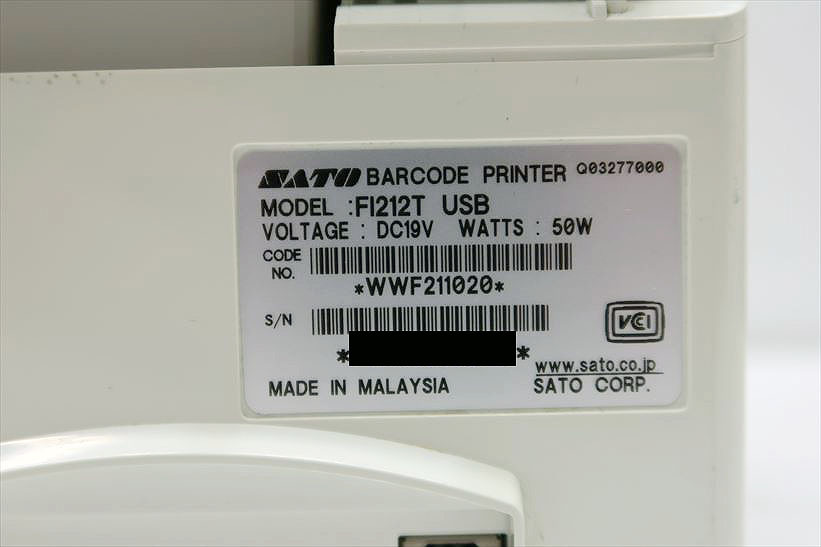 SATO BARCODE PRINTER Q03277000
MODEL :FI212T USB
VOLTAGE : DC19V WATTS : 50W
CODE NO.
*WWF211020*
S/N
* *
VCCI
www.sato.co.jp
MADE IN MALAYSIA SATO CORP.